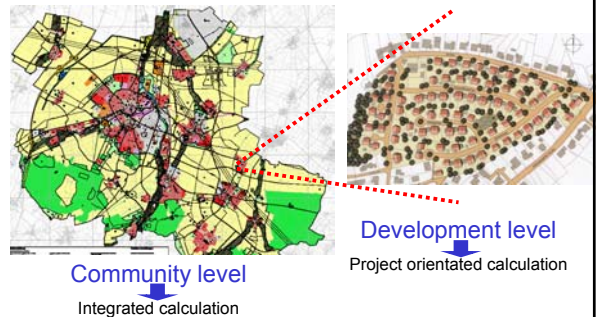 Community level
Integrated calculation
Development level
Project orientated calculation